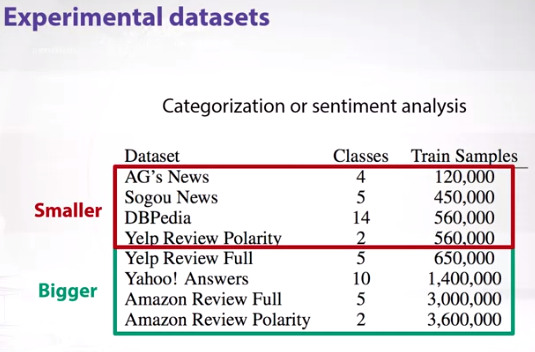 Experimental datasets
Categorization or sentiment analysis
Dataset Classes Train Samples
AG's News 4 120,000
Sogou News 5 450,000
DBPedia 14 560,000
Yelp Review Polarity 2 560,000
Yelp Review Full 5 650,000
Yahoo! Answers 10 1,400,000
Amazon Review Full 5 3,000,000
Amazon Review Polarity 2 3,600,000
Smaller
Bigger